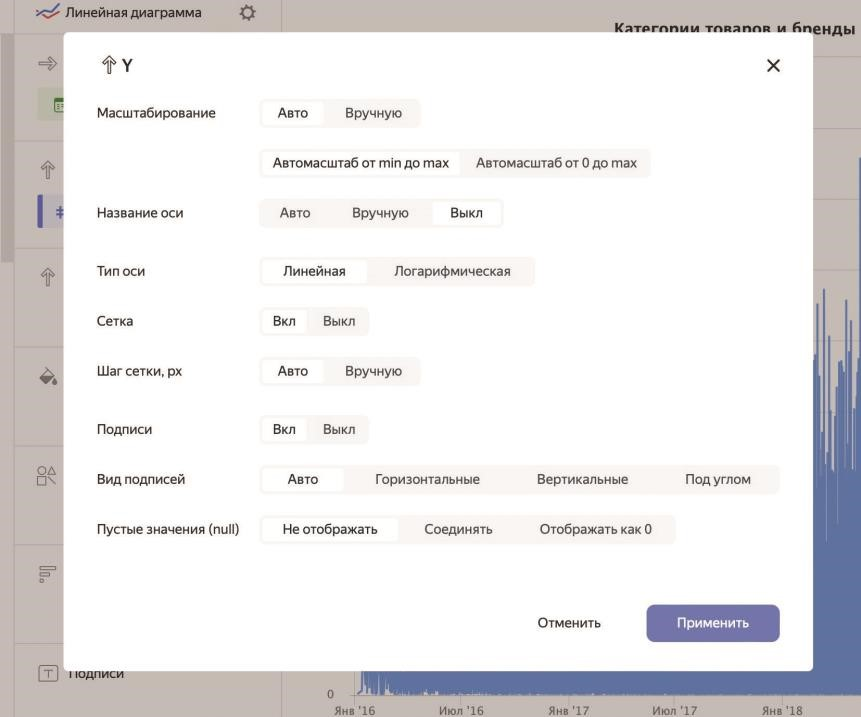 Линейная диаграмма
Категории товаров и бренды
Y
Масштабирование Авто Вручную
Автомасштаб от min до max Автомасштаб от 0 до max
Название оси Авто Вручную Выкл
Тип оси Линейная Логарифмическая
Сетка Вкл Выкл
Шаг сетки, px Авто Вручную
Подписи Вкл Выкл
Вид подписей Авто Горизонтальные Вертикальные Под углом
Пустые значения (null) Не отображать Соединять Отображать как 0
Отменить Применить
Подписи
0
Янв '16 Июл '16 Янв '17 Июл '17 Янв '18